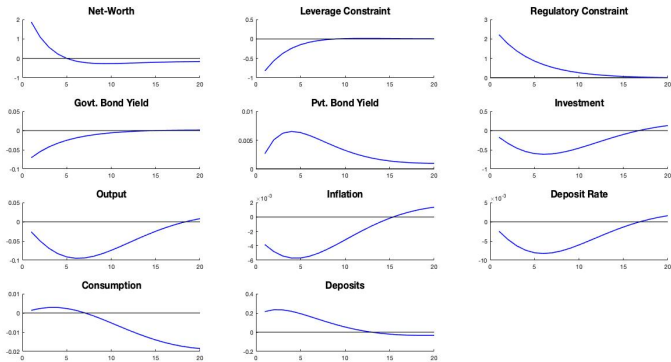 Net-Worth
2
1
0
-1
0 5 10 15 20
Leverage Constraint
0.5
0
-0.5
-1
0 5 10 15 20
Regulatory Constraint
3
2
1
0
0 5 10 15 20
Govt. Bond Yield
0.05
0
-0.05
-0.1
0 5 10 15 20
Pvt. Bond Yield
0.01
0.005
0
0 5 10 15 20
Investment
0.5
0
-0.5
-1
0 5 10 15 20
Output
0.05
0
-0.05
-0.1
0 5 10 15 20
Inflation
×10⁻³
2
0
-2
-4
-6
0 5 10 15 20
Deposit Rate
×10⁻³
5
0
-5
-10
0 5 10 15 20
Consumption
0.01
0
-0.01
-0.02
0 5 10 15 20
Deposits
0.4
0.2
0
-0.2
0 5 10 15 20